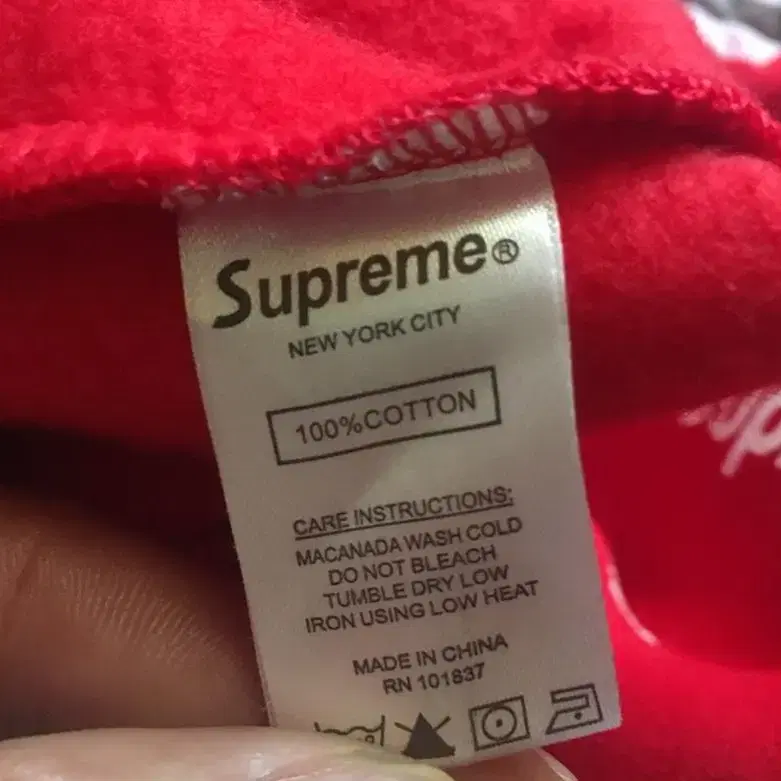 Supreme®
NEW YORK CITY
100%COTTON
CARE INSTRUCTIONS:
MACANADA WASH COLD
DO NOT BLEACH
TUMBLE DRY LOW
IRON USING LOW HEAT
MADE IN CHINA
RN 101837